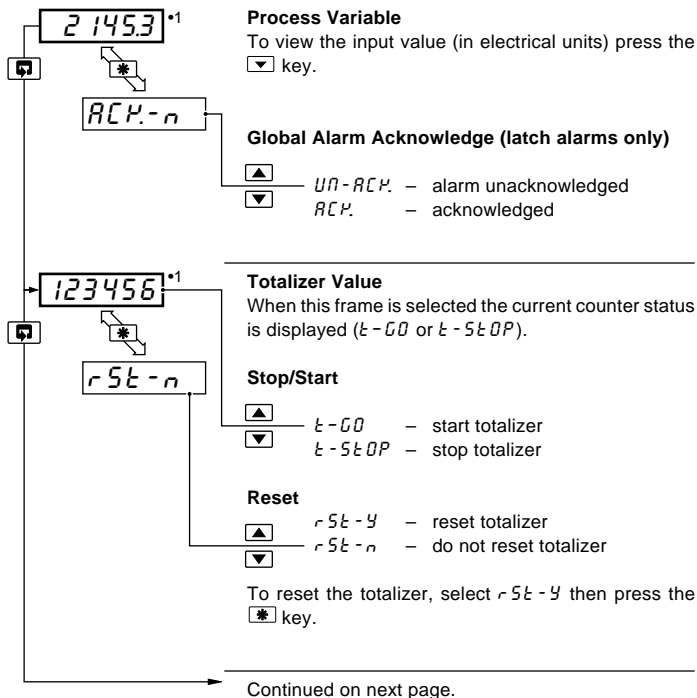 2145.3 •1
Process Variable
To view the input value (in electrical units) press the
▼ key.
ACK.-n
Global Alarm Acknowledge (latch alarms only)
UN-ACK. – alarm unacknowledged
ACK. – acknowledged
123456 •1
Totalizer Value
When this frame is selected the current counter status
is displayed (t-GO or t-StOP).
rSt-n
Stop/Start
t-GO – start totalizer
t-StOP – stop totalizer
Reset
rSt-Y – reset totalizer
rSt-n – do not reset totalizer
To reset the totalizer, select rSt-Y then press the
* key.
Continued on next page.